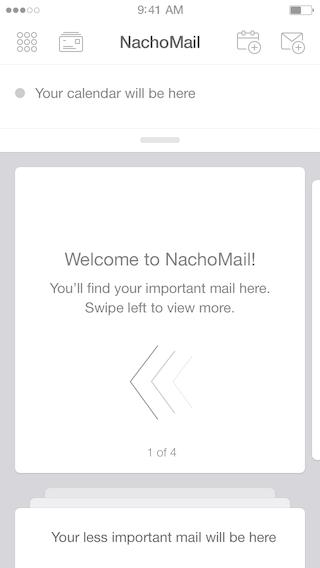 9:41 AM
NachoMail
Your calendar will be here
Welcome to NachoMail!
You'll find your important mail here.
Swipe left to view more.
1 of 4
Your less important mail will be here